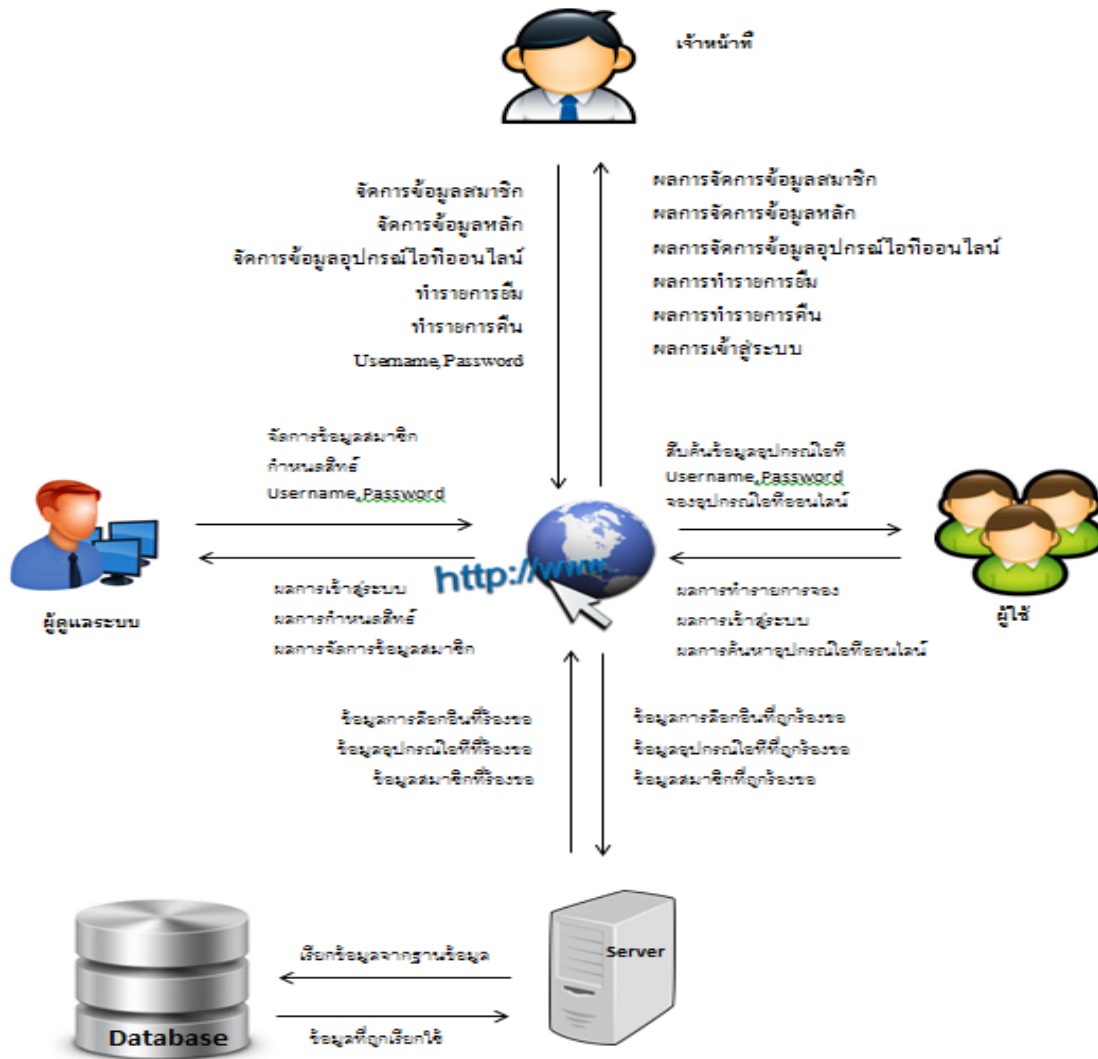 เจ้าหน้าที่
จัดการข้อมูลสมาชิก
จัดการข้อมูลหลัก
จัดการข้อมูลอุปกรณ์ไอทีออนไลน์
ทำรายการยืม
ทำรายการคืน
Username,Password
ผลการจัดการข้อมูลสมาชิก
ผลการจัดการข้อมูลหลัก
ผลการจัดการข้อมูลอุปกรณ์ไอทีออนไลน์
ผลการทำรายการยืม
ผลการทำรายการคืน
ผลการเข้าสู่ระบบ
จัดการข้อมูลสมาชิก
กำหนดสิทธ์
Username,Password
สืบค้นข้อมูลอุปกรณ์ไอที
Username,Password
จองอุปกรณ์ไอทีออนไลน์
http://www.
ผู้ดูแลระบบ
ผลการเข้าสู่ระบบ
ผลการกำหนดสิทธ์
ผลการจัดการข้อมูลสมาชิก
ผลการทำรายการจอง
ผลการเข้าสู่ระบบ
ผลการค้นหาอุปกรณ์ไอทีออนไลน์
ผู้ใช้
ข้อมูลการล๊อกอินที่ร้องขอ
ข้อมูลอุปกรณ์ไอทีที่ร้องขอ
ข้อมูลสมาชิกที่ร้องขอ
ข้อมูลการล๊อกอินที่ถูกร้องขอ
ข้อมูลอุปกรณ์ไอทีที่ถูกร้องขอ
ข้อมูลสมาชิกที่ถูกร้องขอ
Server
เรียกข้อมูลจากฐานข้อมูล
Database
ข้อมูลที่ถูกเรียกใช้